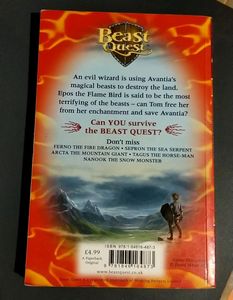 Beast
Quest
An evil wizard is using Avantia's
magical beasts to destroy the land.
Epos the Flame Bird is said to be the most
terrifying of the beasts – can Tom free her
from her enchantment and save Avantia?
Can YOU survive
the BEAST QUEST?
Don't miss
FERNO THE FIRE DRAGON • SEPRON THE SEA SERPENT
ARCTA THE MOUNTAIN GIANT • TAGUS THE HORSE-MAN
NANOOK THE SNOW MONSTER
£4.99
A Paperback
Original
www.beastquest.co.uk